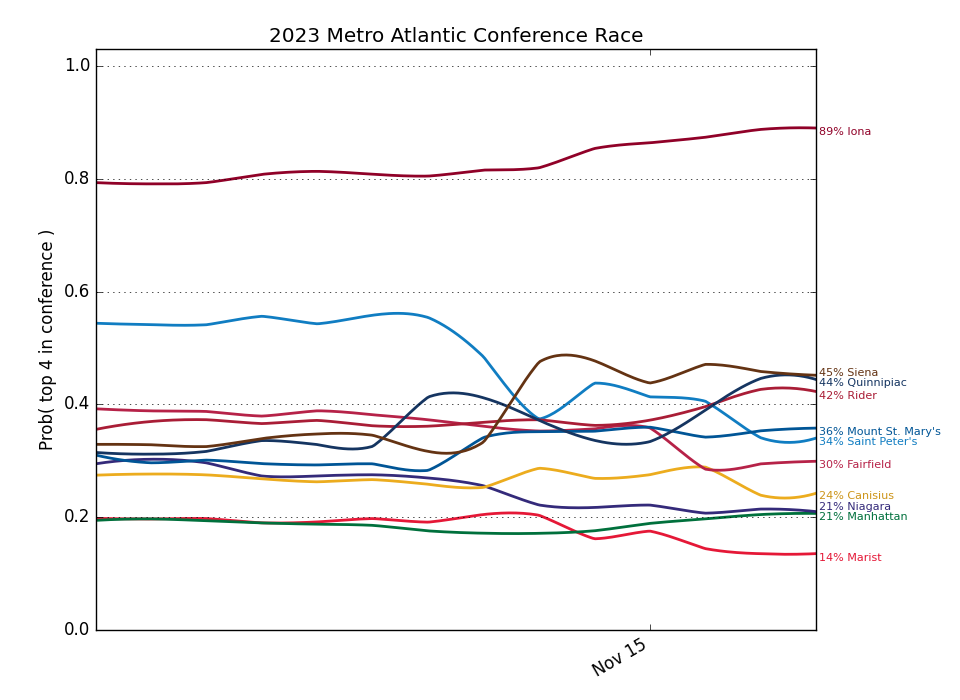 2023 Metro Atlantic Conference Race
Prob( top 4 in conference )
1.0
0.8
0.6
0.4
0.2
0.0
Nov 15
89% Iona
45% Siena
44% Quinnipiac
42% Rider
36% Mount St. Mary's
34% Saint Peter's
30% Fairfield
24% Canisius
21% Niagara
21% Manhattan
14% Marist